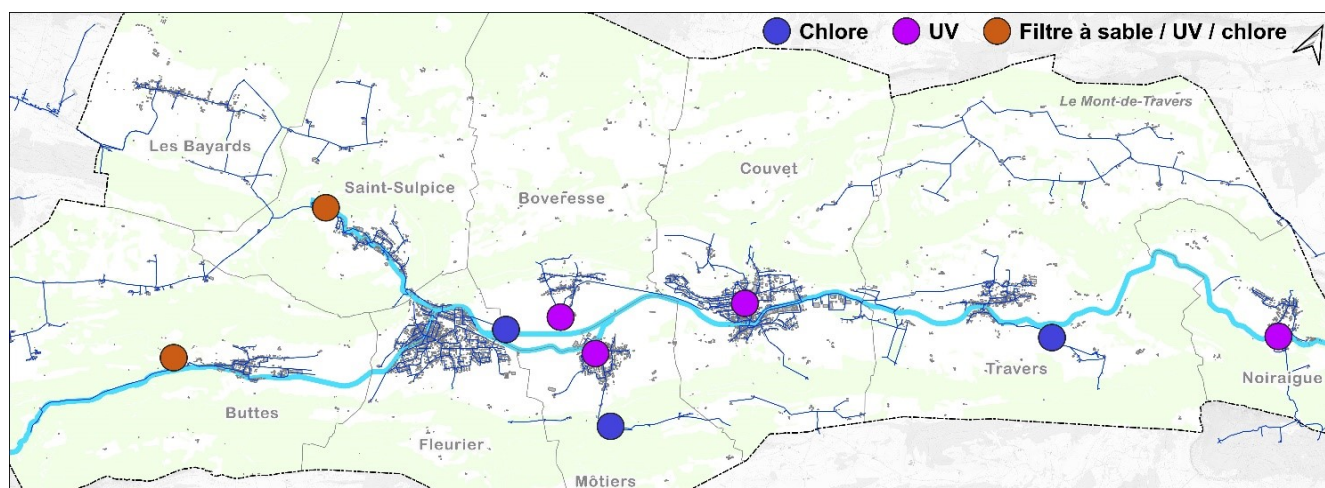 Chlore UV Filtre à sable / UV / chlore
Le Mont-de-Travers
Les Bayards
Saint-Sulpice
Boveresse
Couvet
Buttes
Fleurier
Môtiers
Travers
Noiraigue